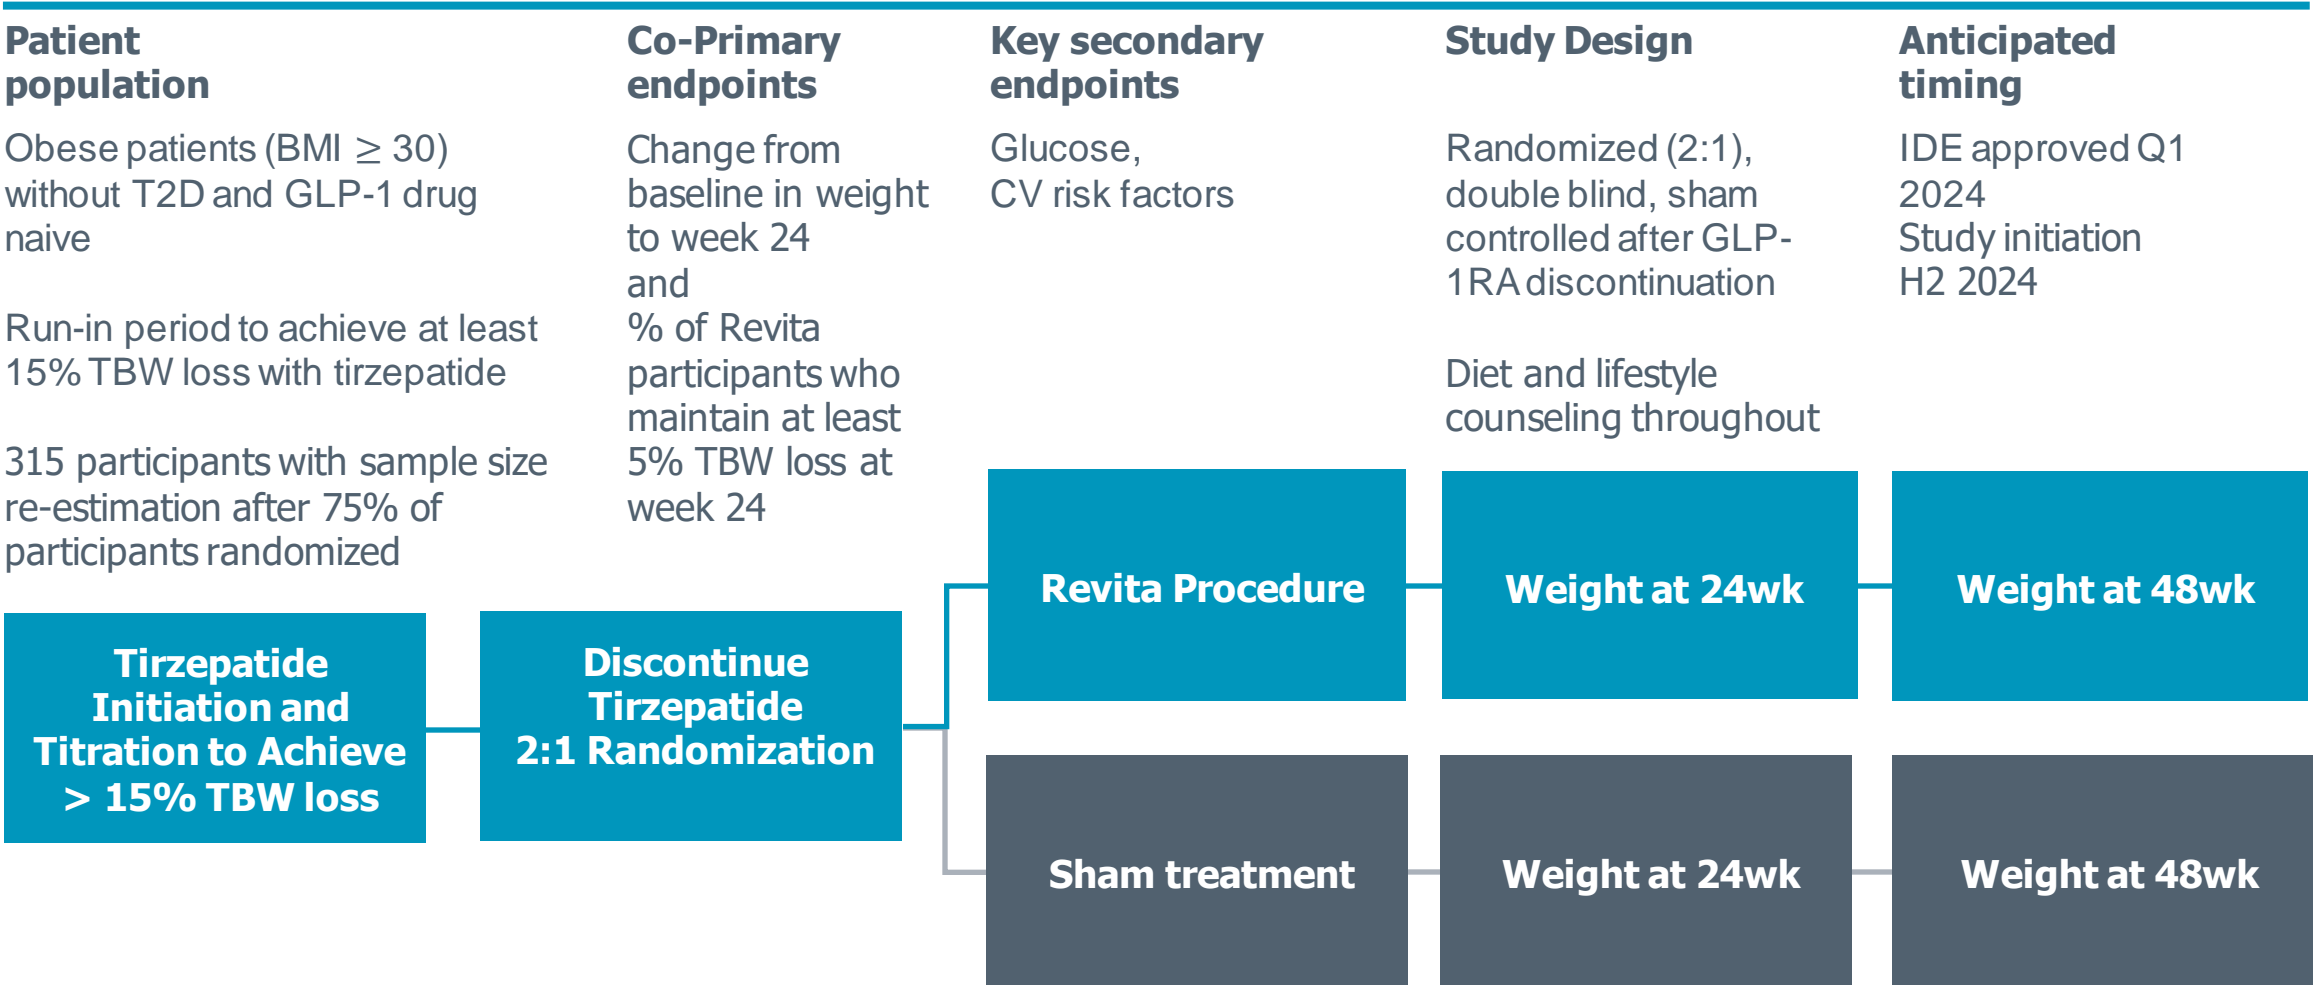 Patient
population
Obese patients (BMI ≥ 30)
without T2D and GLP-1 drug
naive
Run-in period to achieve at least
15% TBW loss with tirzepatide
315 participants with sample size
re-estimation after 75% of
participants randomized
Co-Primary
endpoints
Change from
baseline in weight
to week 24
and
% of Revita
participants who
maintain at least
5% TBW loss at
week 24
Key secondary
endpoints
Glucose,
CV risk factors
Study Design
Randomized (2:1),
double blind, sham
controlled after GLP-
1RA discontinuation
Diet and lifestyle
counseling throughout
Anticipated
timing
IDE approved Q1
2024
Study initiation
H2 2024
Tirzepatide
Initiation and
Titration to Achieve
> 15% TBW loss
Discontinue
Tirzepatide
2:1 Randomization
Revita Procedure
Weight at 24wk
Weight at 48wk
Sham treatment
Weight at 24wk
Weight at 48wk